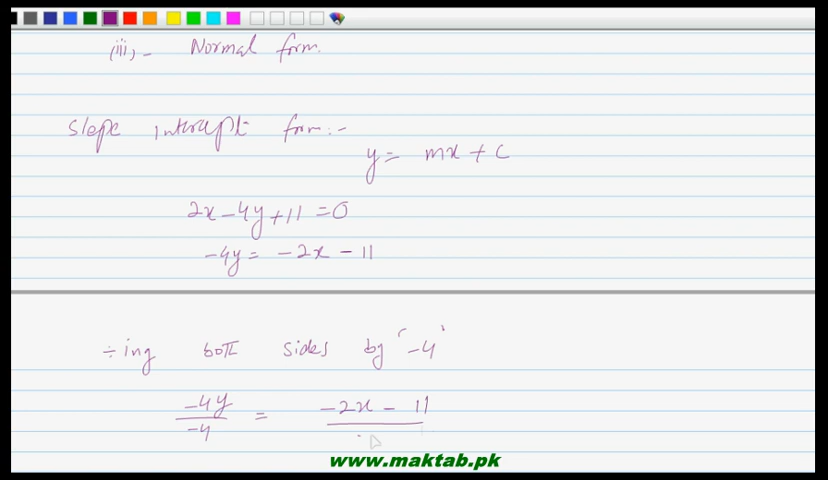 (iii) - Normal form.
Slope intercept form:-
y = mx + c
2x - 4y + 11 = 0
-4y = -2x - 11
÷ing both sides by "-4"
-4y/-4 = -2x - 11
www.maktab.pk